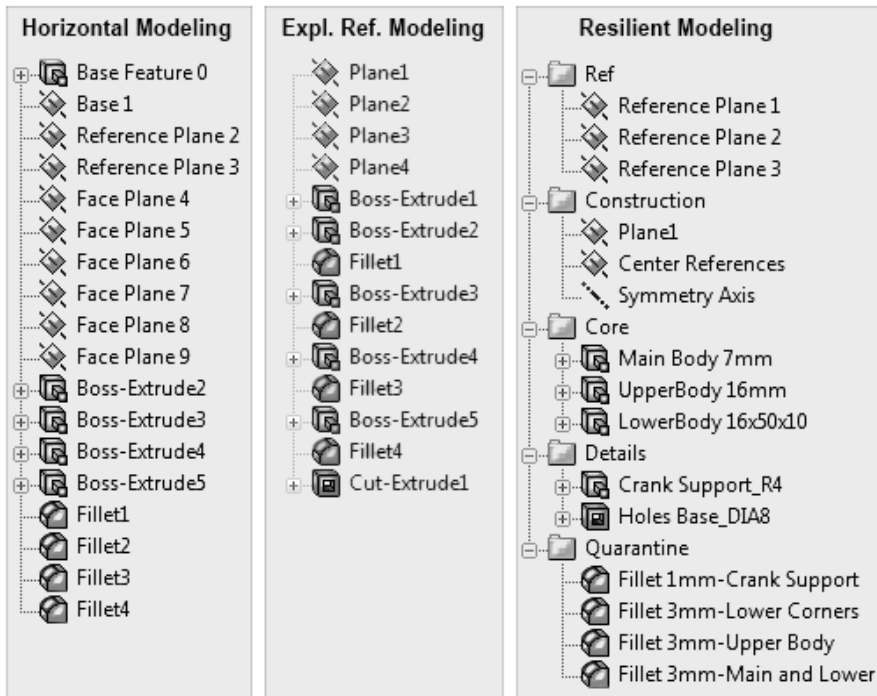 Horizontal Modeling
Base Feature 0
Base 1
Reference Plane 2
Reference Plane 3
Face Plane 4
Face Plane 5
Face Plane 6
Face Plane 7
Face Plane 8
Face Plane 9
Boss-Extrude2
Boss-Extrude3
Boss-Extrude4
Boss-Extrude5
Fillet1
Fillet2
Fillet3
Fillet4
Expl. Ref. Modeling
Plane1
Plane2
Plane3
Plane4
Boss-Extrude1
Boss-Extrude2
Fillet1
Boss-Extrude3
Fillet2
Boss-Extrude4
Fillet3
Boss-Extrude5
Fillet4
Cut-Extrude1
Resilient Modeling
Ref
Reference Plane 1
Reference Plane 2
Reference Plane 3
Construction
Plane1
Center References
Symmetry Axis
Core
Main Body 7mm
UpperBody 16mm
LowerBody 16x50x10
Details
Crank Support_R4
Holes Base_DIA8
Quarantine
Fillet 1mm-Crank Support
Fillet 3mm-Lower Corners
Fillet 3mm-Upper Body
Fillet 3mm-Main and Lower